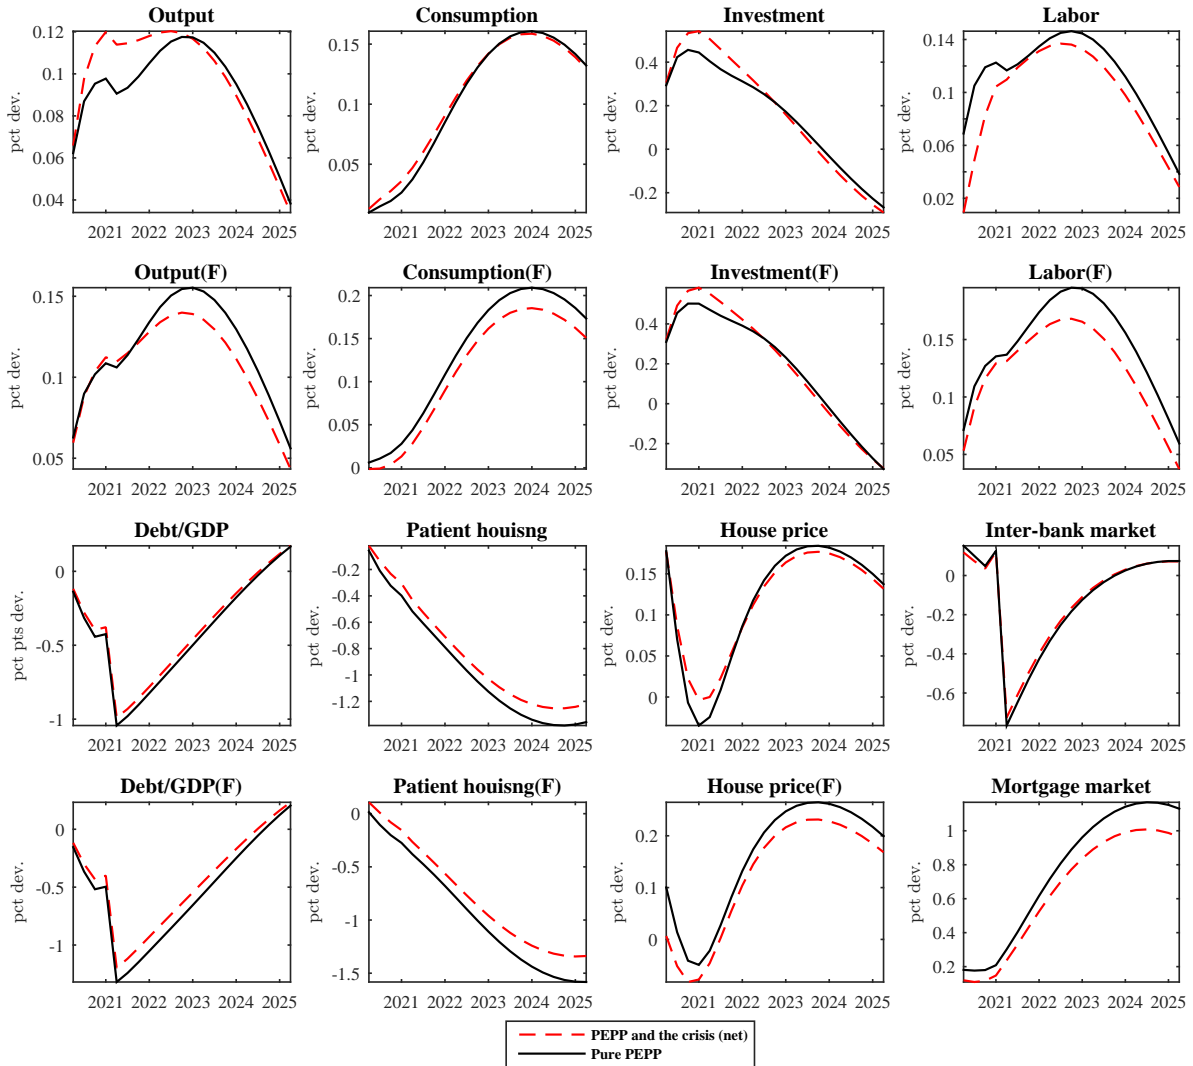 Output
Consumption
Investment
Labor
pct dev.
0.12
0.1
0.08
0.06
0.04
0.15
0.1
0.05
0.4
0.2
0
-0.2
0.14
0.1
0.06
0.02
2021 2022 2023 2024 2025
2021 2022 2023 2024 2025
2021 2022 2023 2024 2025
2021 2022 2023 2024 2025
pct dev.
pct dev.
pct dev.
Output(F)
Consumption(F)
Investment(F)
Labor(F)
pct dev.
0.15
0.1
0.05
pct dev.
0.2
0.15
0.1
0.05
0
pct dev.
0.4
0.2
0
-0.2
pct dev.
0.15
0.1
0.05
2021 2022 2023 2024 2025
2021 2022 2023 2024 2025
2021 2022 2023 2024 2025
2021 2022 2023 2024 2025
Debt/GDP
Patient houisng
House price
Inter-bank market
pct pts dev.
0
-0.5
-1
pct dev.
-0.2
-0.4
-0.6
-0.8
-1
-1.2
pct dev.
0.15
0.1
0.05
0
pct pts dev.
0
-0.2
-0.4
-0.6
2021 2022 2023 2024 2025
2021 2022 2023 2024 2025
2021 2022 2023 2024 2025
2021 2022 2023 2024 2025
Debt/GDP(F)
Patient houisng(F)
House price(F)
Mortgage market
pct dev.
0
-0.5
-1
pct dev.
0
-0.5
-1
-1.5
pct dev.
0.2
0.1
0
pct dev.
1
0.8
0.6
0.4
0.2
2021 2022 2023 2024 2025
2021 2022 2023 2024 2025
2021 2022 2023 2024 2025
2021 2022 2023 2024 2025
PEPP and the crisis (net)
Pure PEPP